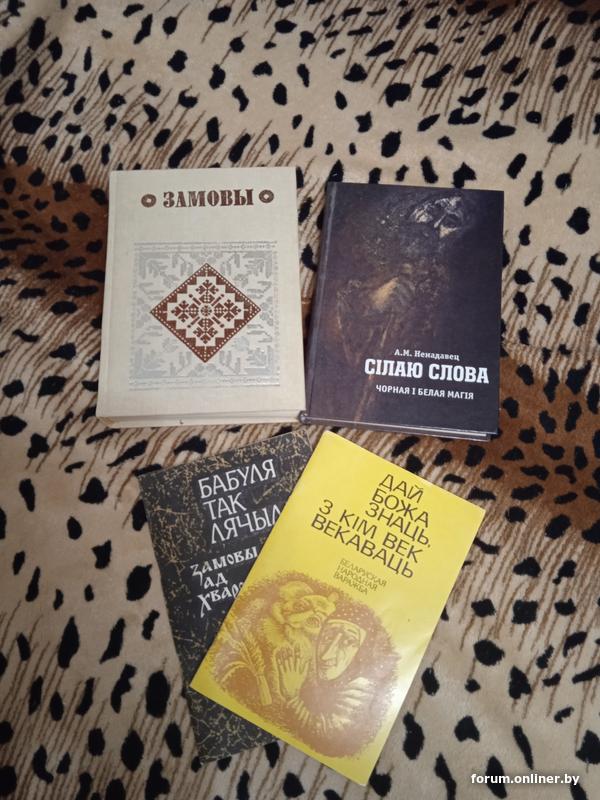 ЗАМОВЫ
А.М. Ненадавец
СІЛАЮ СЛОВА
ЧОРНАЯ І БЕЛАЯ МАГІЯ
БАБУЛЯ
ТАК
ЛЯЧЫЛ
ЗАМОВЫ
АД
ХВАР
ДАЙ
БОЖА
ЗНАЦЬ,
З КІМ ВЕК
ВЕКАВАЦЬ
БЕЛАРУСКАЯ
НАРОДНАЯ
ВАРАЖБА
forum.onliner.by